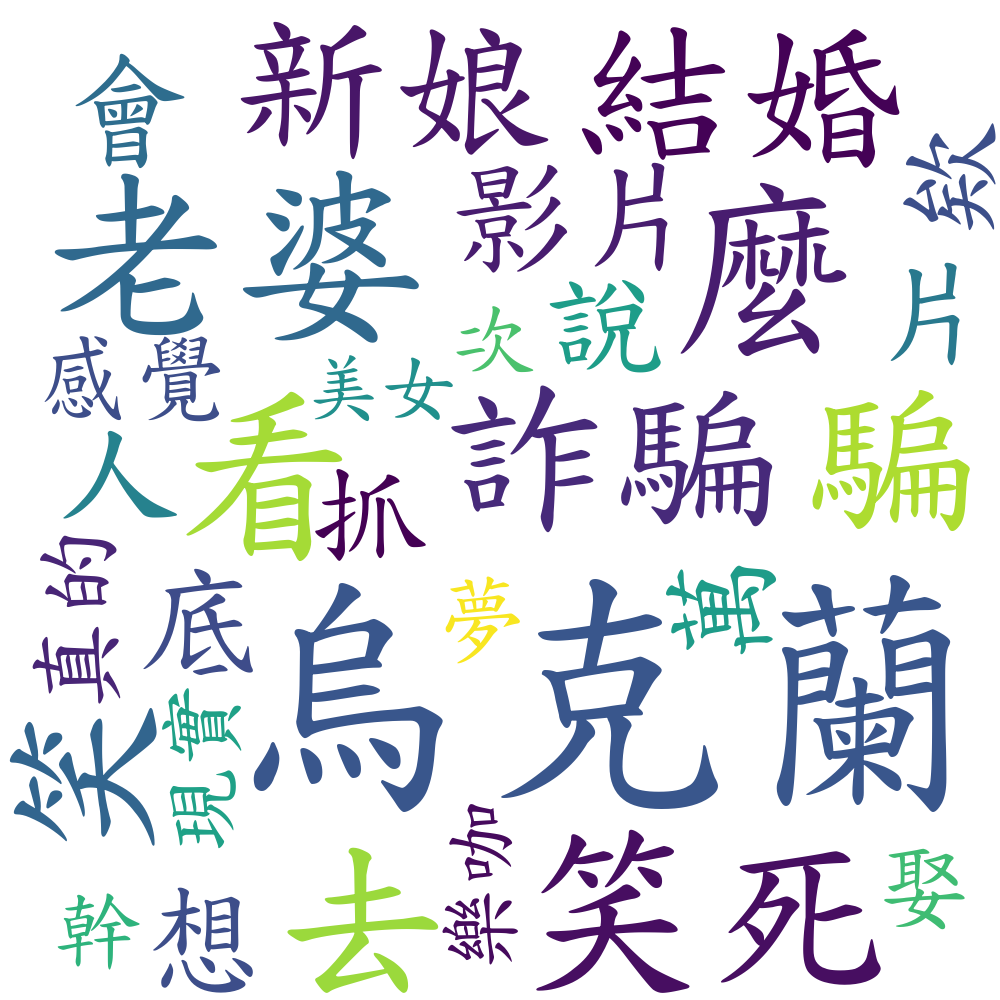 新娘
結婚
會
欸
老婆
影片
麼
片
說
次
感覺
美女
看
詐騙
騙
人
抓
真的
底
夢
萬
烏克蘭
笑
現實
咖
樂
笑死
娶
幹
想
去